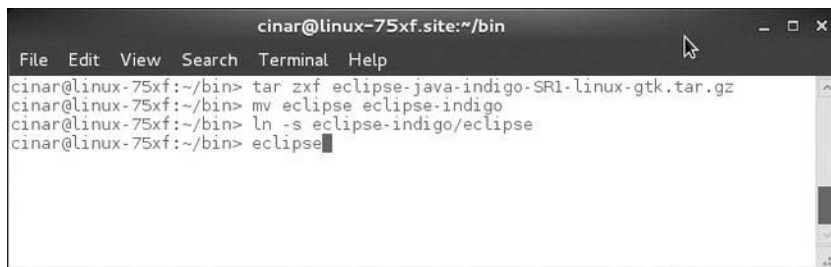 cinar@linux-75xf.site:~/bin
File Edit View Search Terminal Help
cinar@linux-75xf:~/bin> tar zxf eclipse-java-indigo-SR1-linux-gtk.tar.gz
cinar@linux-75xf:~/bin> mv eclipse eclipse-indigo
cinar@linux-75xf:~/bin> ln -s eclipse-indigo/eclipse
cinar@linux-75xf:~/bin> eclipse